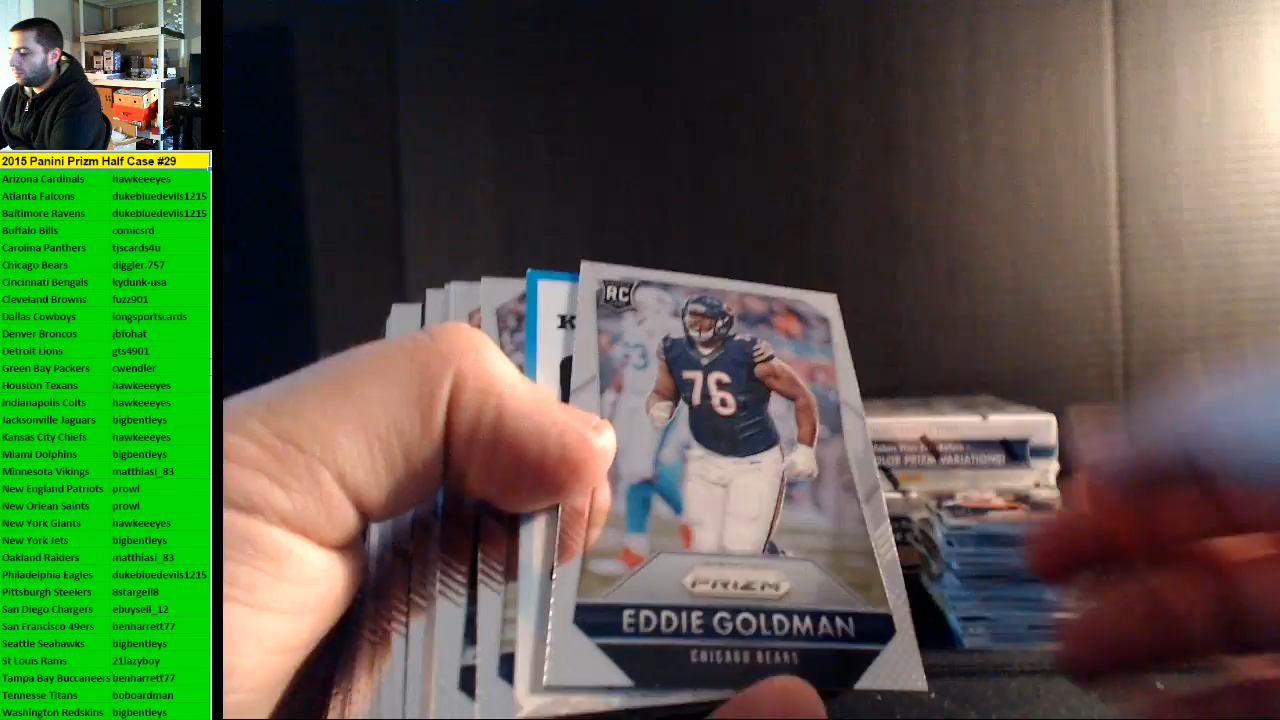 2015 Panini Prizm Half Case #29
Arizona Cardinals hawkeeeyes
Atlanta Falcons dukebluedevils1215
Baltimore Ravens dukebluedevils1215
Buffalo Bills comicsrd
Carolina Panthers tjscards4u
Chicago Bears diggler.757
Cincinnati Bengals kydunk-usa
Cleveland Browns fuzz901
Dallas Cowboys longsportscards
Denver Broncos jbfohat
Detroit Lions gts4901
Green Bay Packers cwendler
Houston Texans hawkeeeyes
Indianapolis Colts hawkeeeyes
Jacksonville Jaguars bigbentleys
Kansas City Chiefs hawkeeeyes
Miami Dolphins bigbentleys
Minnesota Vikings matthiasl_83
New England Patriots prowl
New Orlean Saints prowl
New York Giants hawkeeeyes
New York Jets bigbentleys
Oakland Raiders matthiasl_83
Philadelphia Eagles dukebluedevils1215
Pittsburgh Steelers 8stargell8
San Diego Chargers ebuysell_12
San Francisco 49ers benharrett77
Seattle Seahawks bigbentleys
St Louis Rams 21lazyboy
Tampa Bay Buccaneers benharrett77
Tennesse Titans boboardman
Washington Redskins bigbentleys
RC
K
76
PRIZM
EDDIE GOLDMAN
CHICAGO BEARS
COLOR PRIZM VARIATIONS!